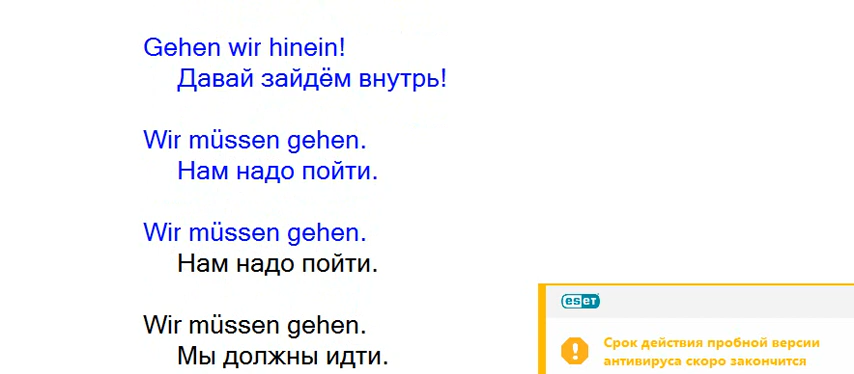 Gehen wir hinein!
Давай зайдём внутрь!
Wir müssen gehen.
Нам надо пойти.
Wir müssen gehen.
Нам надо пойти.
Wir müssen gehen.
Мы должны идти.
eseT
Срок действия пробной версии
антивируса скоро закончится